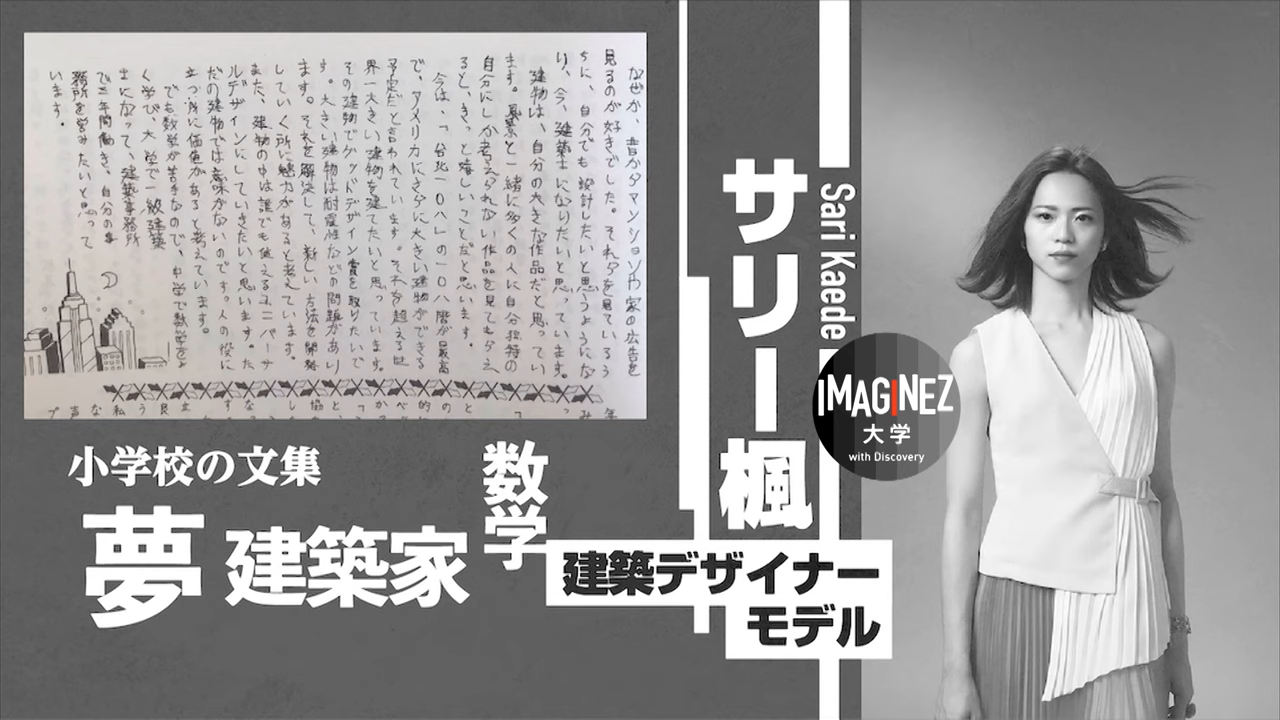 なぜか、昔からマンションや家の広告を
見るのが好きでした。それらを見ているう
ちに、自分でも設計したいと思うようにな
り、今、建築士になりたいと思っています。
建物は、自分の大きな作品だと思ってい
ます。風景と一緒に多くの人に自分独特の
自分にしか考えられない作品を見てもらえ
ると、きっと嬉しいことだと思います。
今は、「台北一〇八」の一〇八階が最高
で、アメリカにさらに大きい建物ができる
予定だと言われています。それを超える世
界一大きい建物を建てたいと思っています。
その建物でグッドデザイン賞を取りたいで
す。大きい建物は耐震性などの問題があり
ます。それを解決して、新しい方法を開発
していく所に魅力があると考えています。
また、建物の中は誰でも使えるユニバーサ
ルデザインにしていきたいと思います。た
だの建物では意味がないのです。人の役に
立つ所に価値があると考えています。
でも数学が苦手なので、中学で数学をよ
く学び、大学で一級建築
士になって、建築事務所
で三年間働き、自分の事
務所を営みたいと思って
います。
小学校の文集
夢 建築家
数学
サリー楓
Sari Kaede
建築デザイナー
モデル
IMAGINEZ
大学
with Discovery